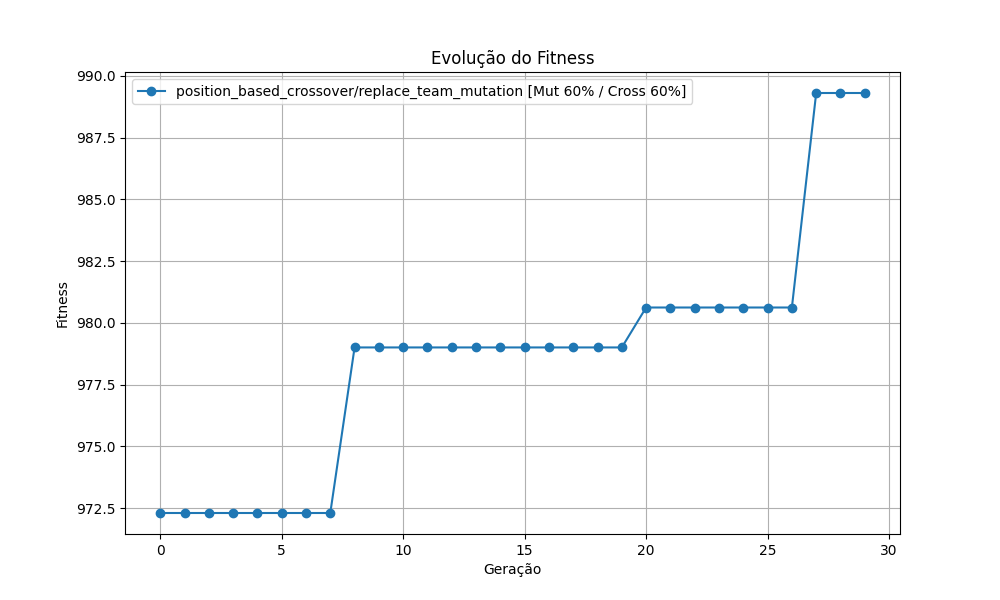 Evolução do Fitness
position_based_crossover/replace_team_mutation [Mut 60% / Cross 60%]
Fitness
990.0
987.5
985.0
982.5
980.0
977.5
975.0
972.5
0 5 10 15 20 25 30
Geração